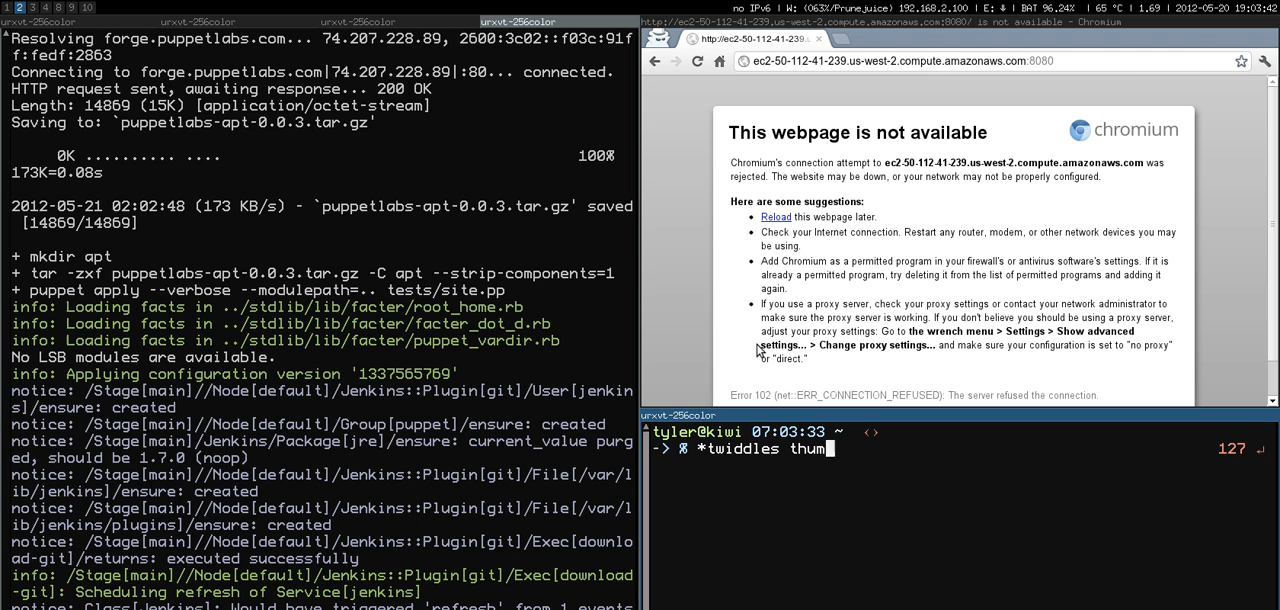 1 2 3 4 8 9 10
no IPv6 | W: (063%/Prunejuice) 192.168.2.100 | E: ⇓ | BAT 96.24% | 65 °C | 1.69 | 2012-05-20 19:03:42
urxvt-256color urxvt-256color urxvt-256color urxvt-256color
Resolving forge.puppetlabs.com... 74.207.228.89, 2600:3c02::f03c:91f
f:fedf:2863
Connecting to forge.puppetlabs.com|74.207.228.89|:80... connected.
HTTP request sent, awaiting response... 200 OK
Length: 14869 (15K) [application/octet-stream]
Saving to: `puppetlabs-apt-0.0.3.tar.gz'
0K .......... .... 100%
173K=0.08s
2012-05-21 02:02:48 (173 KB/s) - `puppetlabs-apt-0.0.3.tar.gz' saved
[14869/14869]
+ mkdir apt
+ tar -zxf puppetlabs-apt-0.0.3.tar.gz -C apt --strip-components=1
+ puppet apply --verbose --modulepath=.. tests/site.pp
info: Loading facts in ../stdlib/lib/facter/root_home.rb
info: Loading facts in ../stdlib/lib/facter/facter_dot_d.rb
info: Loading facts in ../stdlib/lib/facter/puppet_vardir.rb
No LSB modules are available.
info: Applying configuration version '1337565769'
notice: /Stage[main]//Node[default]/Jenkins::Plugin[git]/User[jenkin
s]/ensure: created
notice: /Stage[main]//Node[default]/Group[puppet]/ensure: created
notice: /Stage[main]/Jenkins/Package[jre]/ensure: current_value purg
ed, should be 1.7.0 (noop)
notice: /Stage[main]//Node[default]/Jenkins::Plugin[git]/File[/var/l
ib/jenkins]/ensure: created
notice: /Stage[main]//Node[default]/Jenkins::Plugin[git]/File[/var/l
ib/jenkins/plugins]/ensure: created
notice: /Stage[main]//Node[default]/Jenkins::Plugin[git]/Exec[downlo
ad-git]/returns: executed successfully
info: /Stage[main]//Node[default]/Jenkins::Plugin[git]/Exec[download
-git]: Scheduling refresh of Service[jenkins]
notice: Class[Jenkins]: Would have triggered 'refresh' from 1 events
http://ec2-50-112-41-239.us-west-2.compute.amazonaws.com:8080/ is not available - Chromium
http://ec2-50-112-41-239.u
ec2-50-112-41-239.us-west-2.compute.amazonaws.com:8080
This webpage is not available
chromium
Chromium's connection attempt to ec2-50-112-41-239.us-west-2.compute.amazonaws.com was
rejected. The website may be down, or your network may not be properly configured.
Here are some suggestions:
• Reload this webpage later.
• Check your Internet connection. Restart any router, modem, or other network devices you may
be using.
• Add Chromium as a permitted program in your firewall's or antivirus software's settings. If it is
already a permitted program, try deleting it from the list of permitted programs and adding it
again.
• If you use a proxy server, check your proxy settings or contact your network administrator to
make sure the proxy server is working. If you don't believe you should be using a proxy server,
adjust your proxy settings: Go to the wrench menu > Settings > Show advanced
settings... > Change proxy settings... and make sure your configuration is set to "no proxy"
or "direct."
Error 102 (net::ERR_CONNECTION_REFUSED): The server refused the connection.
urxvt-256color
tyler@kiwi 07:03:33 ~ <>
-> % *twiddles thum 127 ↵